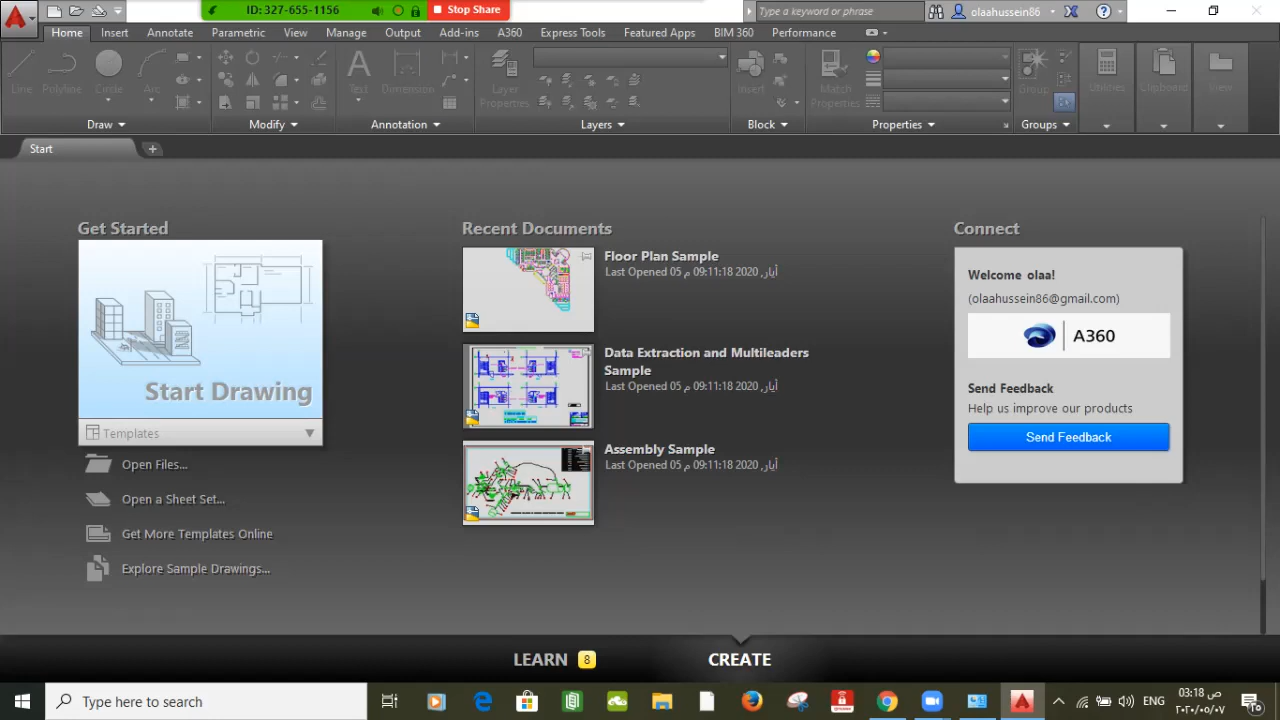 ID: 327-655-1156
Stop Share
Type a keyword or phrase
olaahussein86
Home
Insert
Annotate
Parametric
View
Manage
Output
Add-ins
A360
Express Tools
Featured Apps
BIM 360
Performance
Line
Polyline
Circle
Arc
Text
Dimension
Layer
Properties
Insert
Match
Properties
Group
Utilities
Clipboard
View
Draw
Modify
Annotation
Layers
Block
Properties
Groups
Start
Get Started
Start Drawing
Templates
Open Files...
Open a Sheet Set...
Get More Templates Online
Explore Sample Drawings...
Recent Documents
Floor Plan Sample
Last Opened 05 أيار, 2020 09:11:18 م
Data Extraction and Multileaders
Sample
Last Opened 05 أيار, 2020 09:11:18 م
Assembly Sample
Last Opened 05 أيار, 2020 09:11:18 م
Connect
Welcome olaa!
(olaahussein86@gmail.com)
A360
Send Feedback
Help us improve our products
Send Feedback
LEARN 8
CREATE
Type here to search
ENG
03:18 ص
٢٠٢٠/٠٥/٠٧